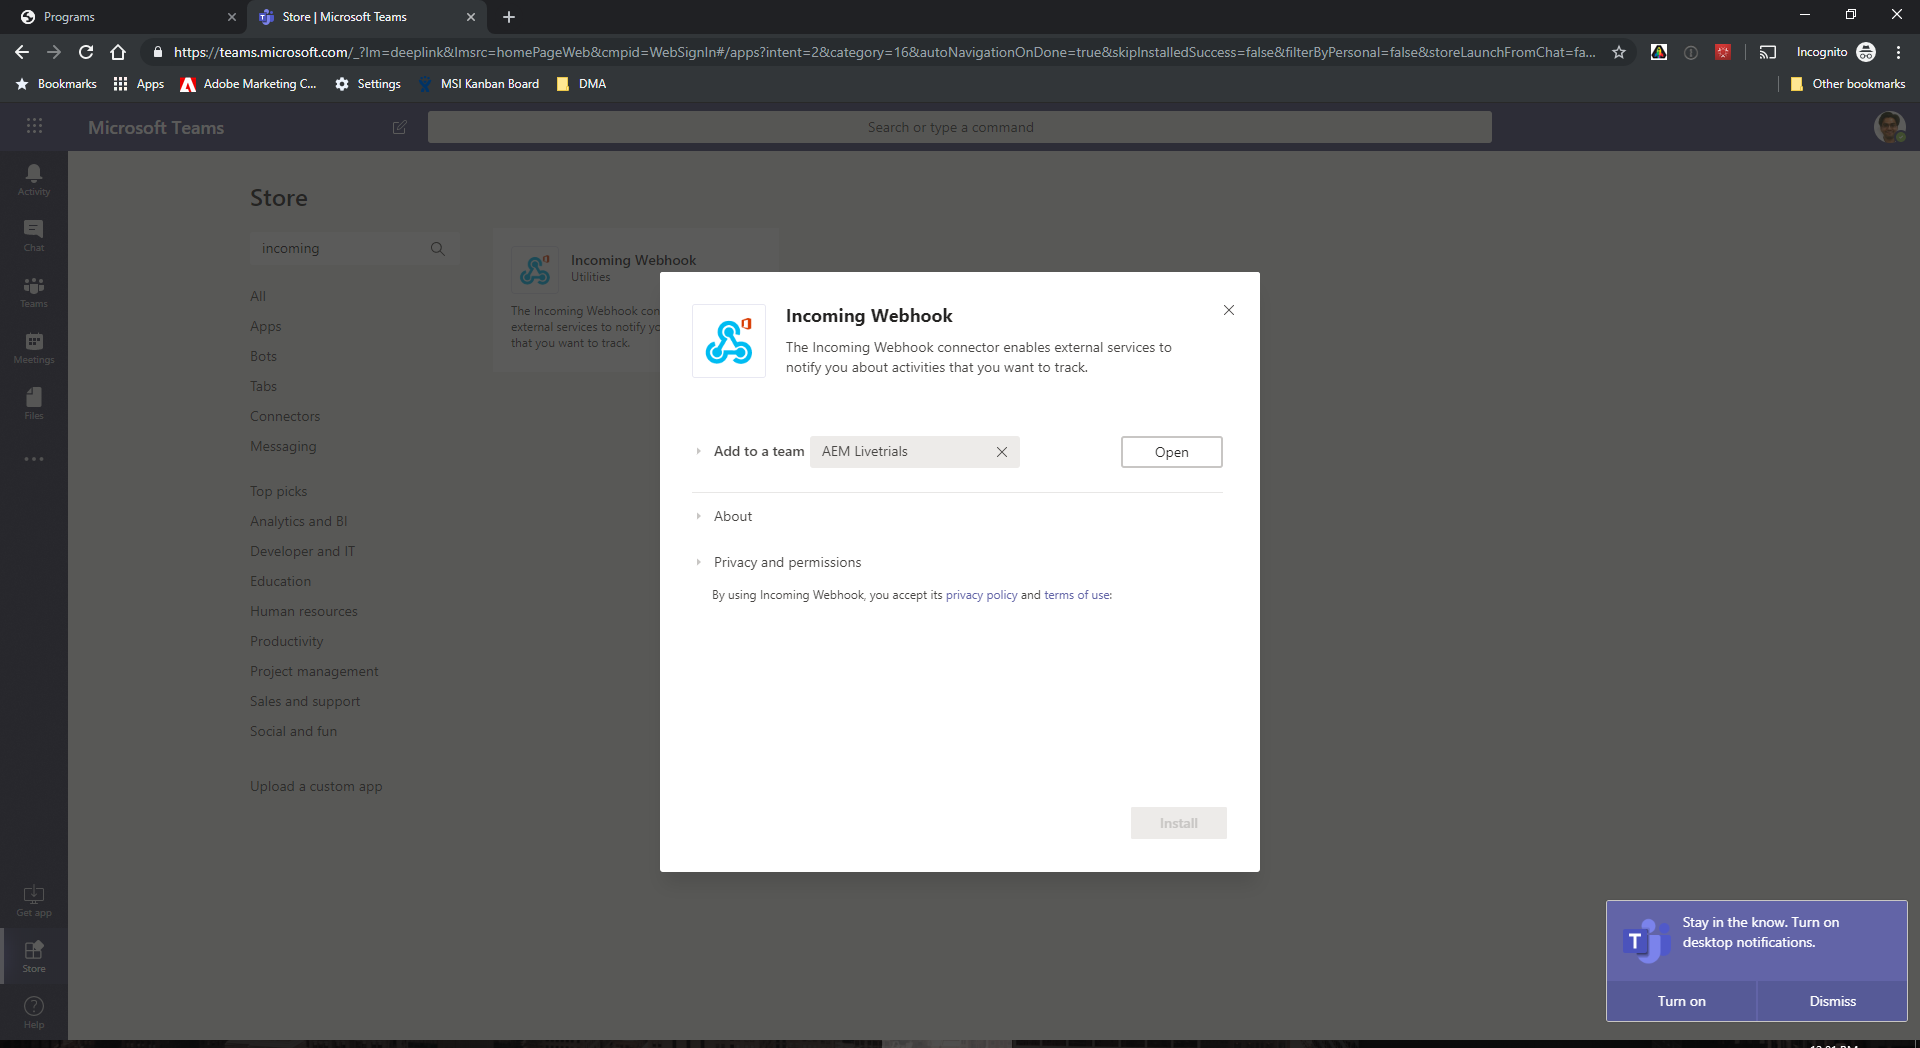 Programs
Store | Microsoft Teams
https://teams.microsoft.com/_?lm=deeplink&lmsrc=homePageWeb&cmpid=WebSignIn#/apps?intent=2&category=16&autoNavigationOnDone=true&skipInstalledSuccess=false&filterByPersonal=false&storeLaunchFromChat=fa...
Incognito
Bookmarks
Apps
Adobe Marketing C...
Settings
MSI Kanban Board
DMA
Other bookmarks
Microsoft Teams
Search or type a command
Activity
Chat
Teams
Meetings
Files
Get app
Store
Help
Store
incoming
All
Apps
Bots
Tabs
Connectors
Messaging
Top picks
Analytics and BI
Developer and IT
Education
Human resources
Productivity
Project management
Sales and support
Social and fun
Upload a custom app
Incoming Webhook
Utilities
The Incoming Webhook con
external services to notify yo
that you want to track.
Incoming Webhook
The Incoming Webhook connector enables external services to
notify you about activities that you want to track.
Add to a team
AEM Livetrials
Open
About
Privacy and permissions
By using Incoming Webhook, you accept its privacy policy and terms of use:
Install
Stay in the know. Turn on
desktop notifications.
Turn on
Dismiss